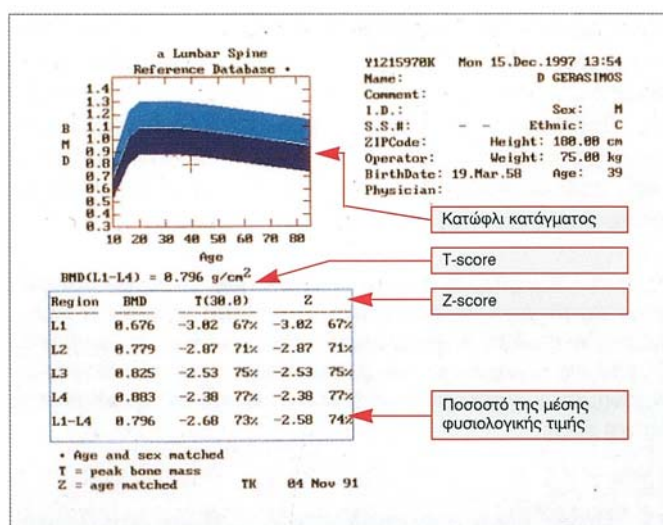 a Lumbar Spine
Reference Database •
1.4
1.3
1.2
1.1
1.0
0.9
0.8
0.7
0.6
0.5
0.4
0.3
B
M
D
10 20 30 40 50 60 70 80
Age
Y1215970K Mon 15.Dec.1997 13:54
Name: D GERASIMOS
Comment:
I.D.: Sex: M
S.S.#: - - Ethnic: C
ZIPCode: Height: 180.00 cm
Operator: Weight: 75.00 kg
BirthDate: 19.Mar.58 Age: 39
Physician:
Κατώφλι κατάγματος
T-score
Z-score
Ποσοστό της μέσης
φυσιολογικής τιμής
BMD(L1-L4) = 0.796 g/cm2
Region BMD T(30.0) Z
L1 0.676 -3.02 67% -3.02 67%
L2 0.779 -2.87 71% -2.87 71%
L3 0.825 -2.53 75% -2.53 75%
L4 0.883 -2.38 77% -2.38 77%
L1-L4 0.796 -2.68 73% -2.58 74%
• Age and sex matched
T = peak bone mass
Z = age matched TK 04 Nov 91